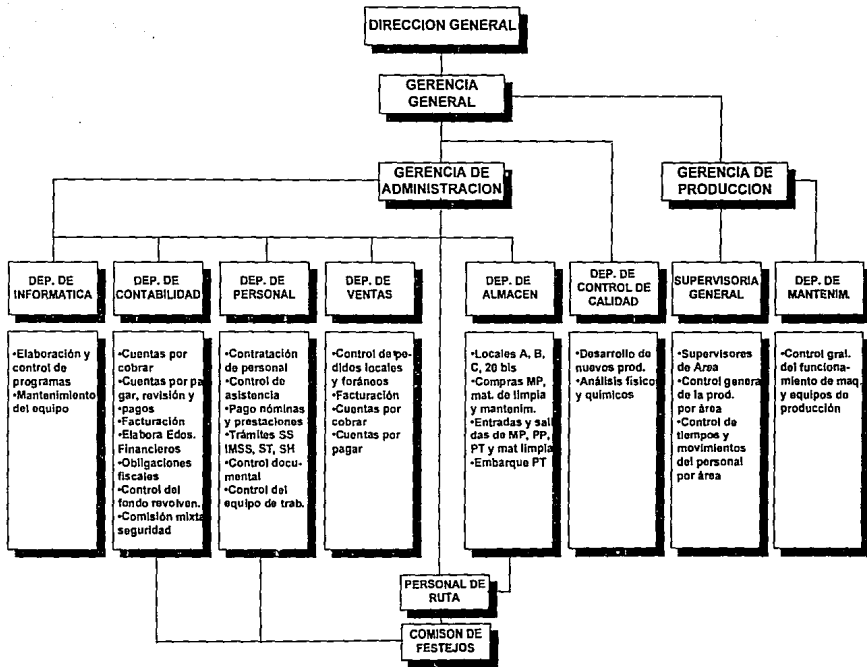 DIRECCION GENERAL
GERENCIA
GENERAL
GERENCIA DE
ADMINISTRACION
GERENCIA DE
PRODUCCION
DEP. DE
INFORMATICA
DEP. DE
CONTABILIDAD
DEP. DE
PERSONAL
DEP. DE
VENTAS
DEP. DE
ALMACEN
DEP. DE
CONTROL DE
CALIDAD
SUPERVISORIA
GENERAL
DEP. DE
MANTENIM.
•Elaboración y
control de
programas
•Mantenimiento
del equipo
•Cuentas por
cobrar
•Cuentas por pa
gar, revisión y
pagos
•Facturación
•Elabora Edos.
Financieros
•Obligaciones
fiscales
•Control del
fondo revolven.
•Comisión mixta
seguridad
•Contratación
de personal
•Control de
asistencia
•Pago nóminas
y prestaciones
•Trámites SS
IMSS, ST, SH
•Control docu-
mental
•Control del
equipo de trab.
•Control de pe-
didos locales
y foráneos
•Facturación
•Cuentas por
cobrar
•Cuentas por
pagar
•Locales A, B,
C, 20 bis
•Compras MP,
mat. de limpia
y mantenim.
•Entradas y sali
das de MP, PP,
PT y mat limpia
•Embarque PT
•Desarrollo de
nuevos prod.
•Análisis físicos
y químicos
•Supervisores
de Area
•Control genera
de la prod.
por área
•Control de
tiempos y
movimientos
del personal
por área
•Control gral.
del funciona-
miento de maq.
y equipos de
producción
PERSONAL DE
RUTA
COMISON DE
FESTEJOS